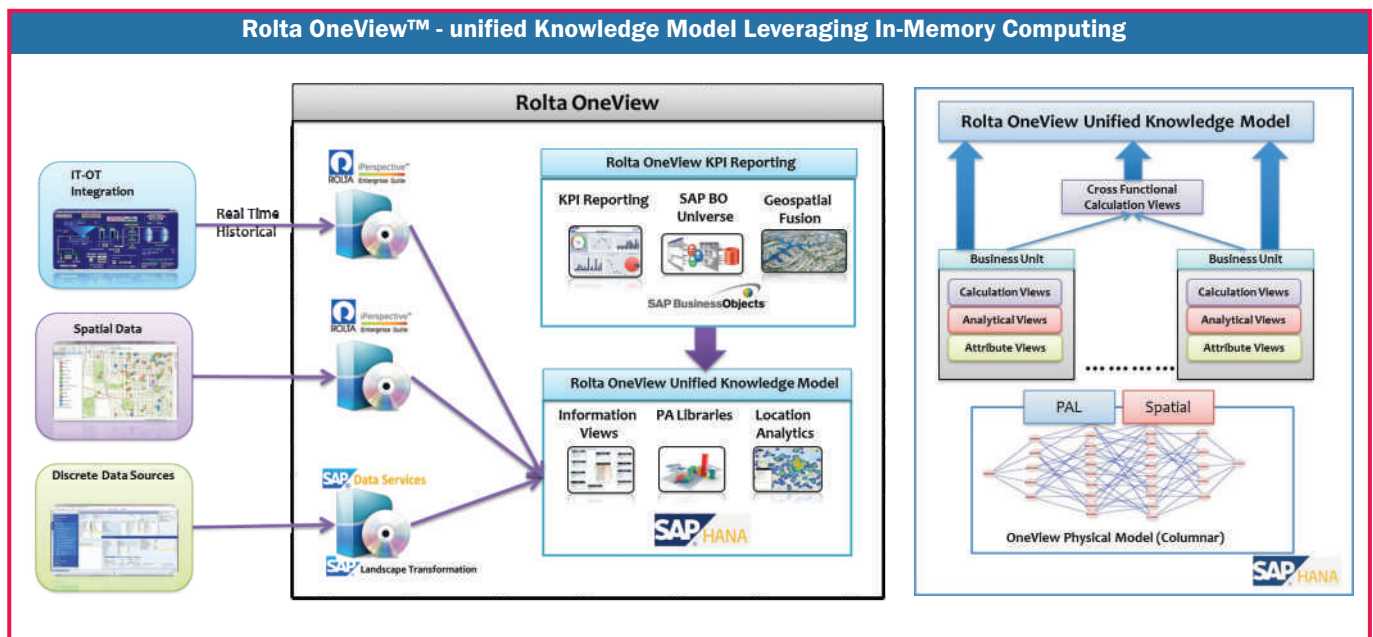 Rolta OneView™ - unified Knowledge Model Leveraging In-Memory Computing
IT-OT
Integration
Real Time
Historical
Spatial Data
Discrete Data Sources
Rolta OneView
ROLTA
iPerspective™
Enterprise Suite
ROLTA
iPerspective™
Enterprise Suite
SAP Data Services
SAP Landscape Transformation
Rolta OneView KPI Reporting
KPI Reporting
SAP BO
Universe
Geospatial
Fusion
SAP BusinessObjects
Rolta OneView Unified Knowledge Model
Information
Views
PA Libraries
Location
Analytics
SAP HANA
Rolta OneView Unified Knowledge Model
Cross Functional
Calculation Views
Business Unit
Calculation Views
Analytical Views
Attribute Views
.........
Business Unit
Calculation Views
Analytical Views
Attribute Views
PAL
Spatial
OneView Physical Model (Columnar)
SAP HANA